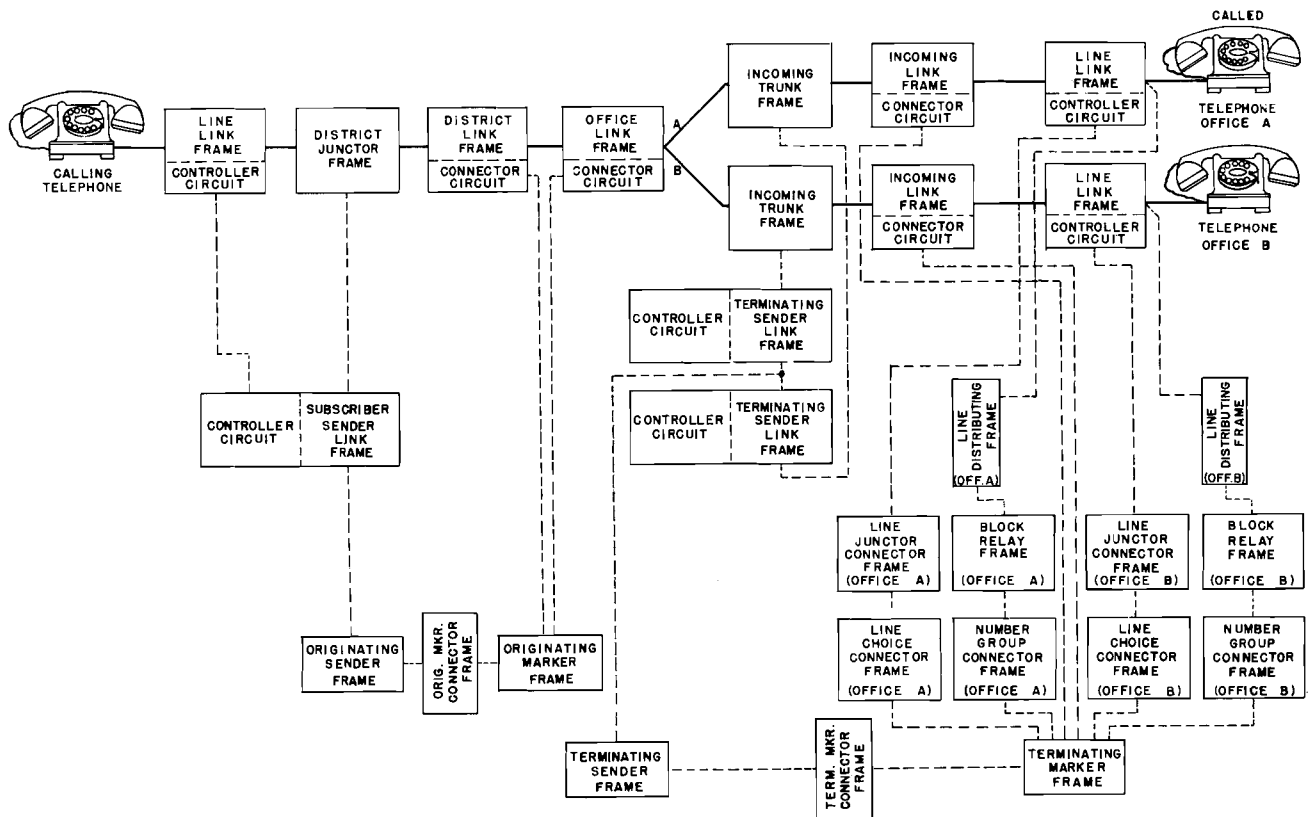 CALLED
TELEPHONE
OFFICE A
CALLING
TELEPHONE
LINE
LINK
FRAME
CONTROLLER
CIRCUIT
DISTRICT
JUNCTOR
FRAME
DISTRICT
LINK
FRAME
CONNECTOR
CIRCUIT
OFFICE
LINK
FRAME
CONNECTOR
CIRCUIT
A
B
INCOMING
TRUNK
FRAME
INCOMING
LINK
FRAME
CONNECTOR
CIRCUIT
LINE
LINK
FRAME
CONTROLLER
CIRCUIT
INCOMING
TRUNK
FRAME
INCOMING
LINK
FRAME
CONNECTOR
CIRCUIT
LINE
LINK
FRAME
CONTROLLER
CIRCUIT
TELEPHONE
OFFICE B
CONTROLLER
CIRCUIT
TERMINATING
SENDER
LINK
FRAME
CONTROLLER
CIRCUIT
TERMINATING
SENDER
LINK
FRAME
CONTROLLER
CIRCUIT
SUBSCRIBER
SENDER
LINK
FRAME
LINE
DISTRIBUTING
FRAME
(OFF.A)
LINE
DISTRIBUTING
FRAME
(OFF.B)
LINE
JUNCTOR
CONNECTOR
FRAME
(OFFICE A)
BLOCK
RELAY
FRAME
(OFFICE A)
LINE
JUNCTOR
CONNECTOR
FRAME
(OFFICE B)
BLOCK
RELAY
FRAME
(OFFICE B)
LINE
CHOICE
CONNECTOR
FRAME
(OFFICE A)
NUMBER
GROUP
CONNECTOR
FRAME
(OFFICE A)
LINE
CHOICE
CONNECTOR
FRAME
(OFFICE B)
NUMBER
GROUP
CONNECTOR
FRAME
(OFFICE B)
ORIGINATING
SENDER
FRAME
ORIG. MKR.
CONNECTOR
FRAME
ORIGINATING
MARKER
FRAME
TERMINATING
SENDER FRAME
TERM. MKR.
CONNECTOR
FRAME
TERMINATING
MARKER
FRAME